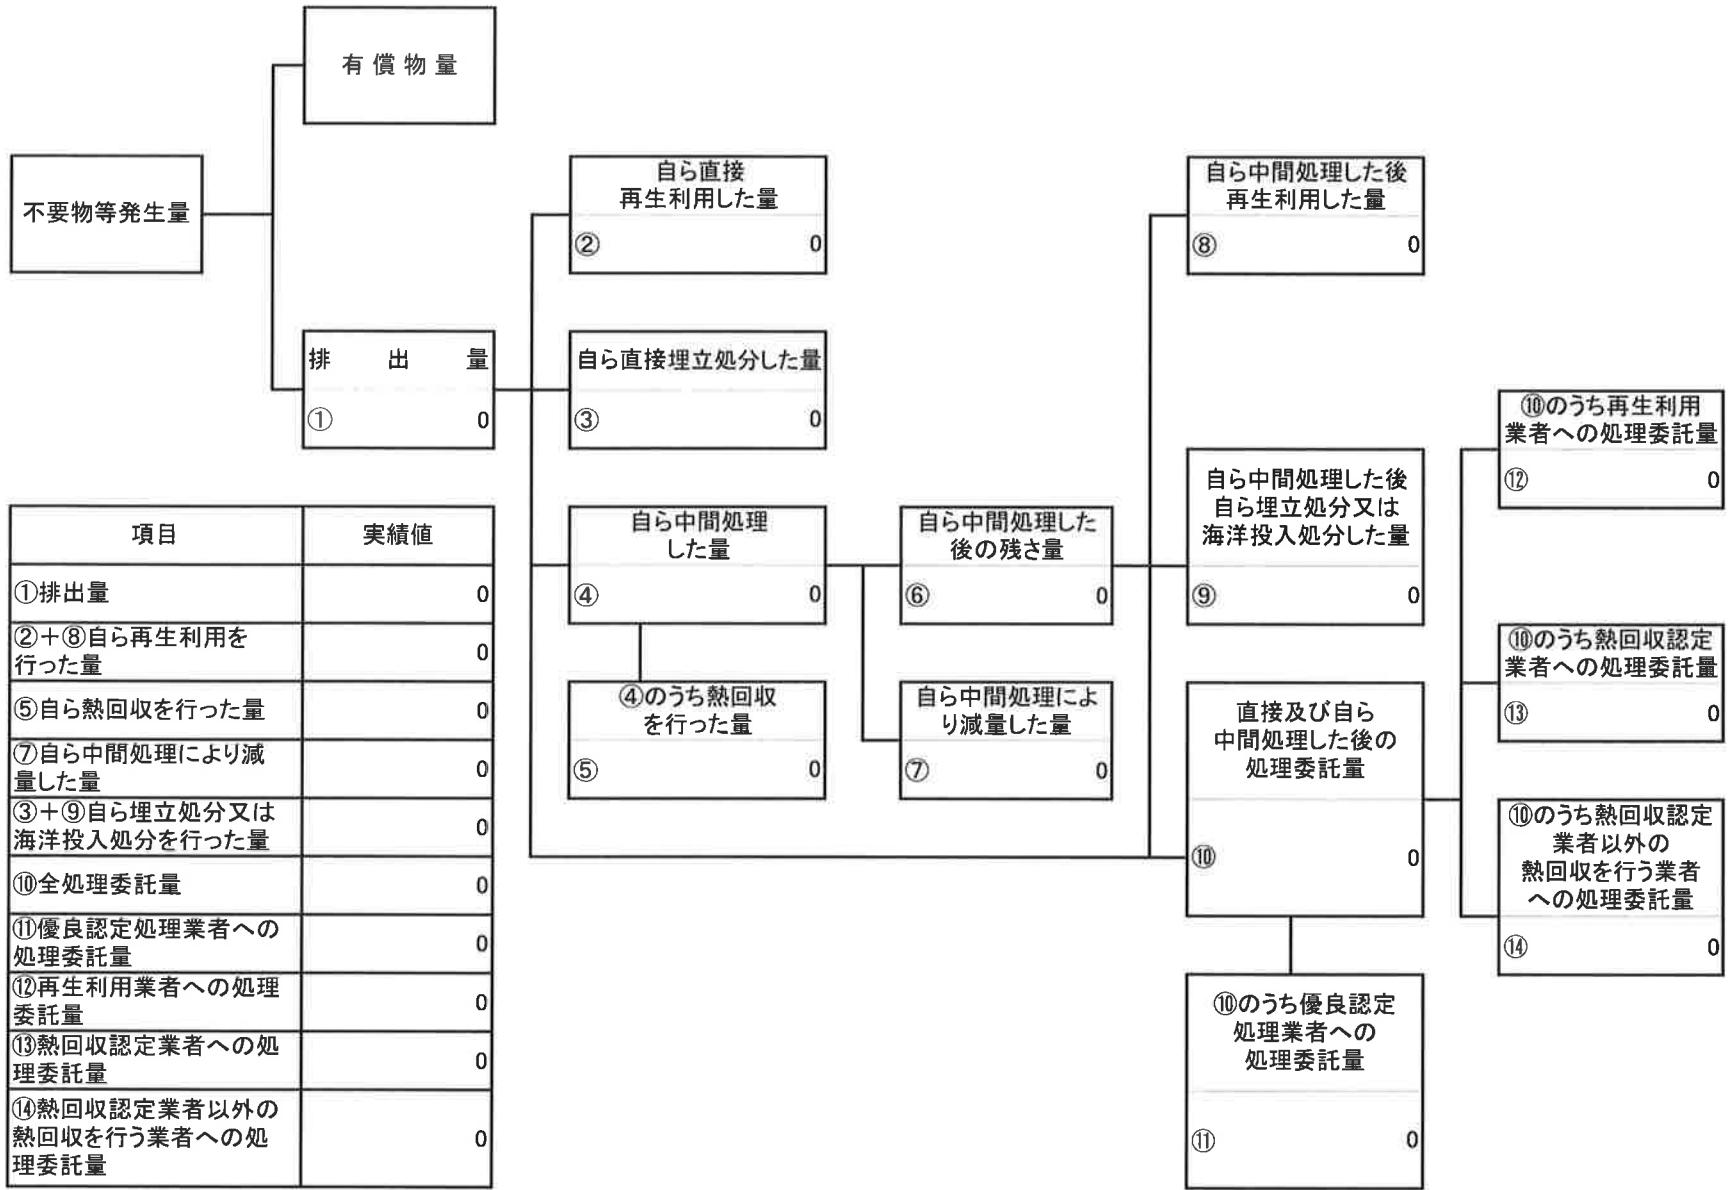 有償物量
不要物等発生量
排出量
① 0
自ら直接
再生利用した量
② 0
自ら直接埋立処分した量
③ 0
自ら中間処理
した量
④ 0
④のうち熱回収
を行った量
⑤ 0
自ら中間処理した
後の残さ量
⑥ 0
自ら中間処理によ
り減量した量
⑦ 0
自ら中間処理した後
再生利用した量
⑧ 0
自ら中間処理した後
自ら埋立処分又は
海洋投入処分した量
⑨ 0
直接及び自ら
中間処理した後の
処理委託量
⑩ 0
⑩のうち優良認定
処理業者への
処理委託量
⑪ 0
⑩のうち再生利用
業者への処理委託量
⑫ 0
⑩のうち熱回収認定
業者への処理委託量
⑬ 0
⑩のうち熱回収認定
業者以外の
熱回収を行う業者
への処理委託量
⑭ 0
項目 実績値
①排出量 0
②+⑧自ら再生利用を
行った量 0
⑤自ら熱回収を行った量 0
⑦自ら中間処理により減
量した量 0
③+⑨自ら埋立処分又は
海洋投入処分を行った量 0
⑩全処理委託量 0
⑪優良認定処理業者への
処理委託量 0
⑫再生利用業者への処理
委託量 0
⑬熱回収認定業者への処
理委託量 0
⑭熱回収認定業者以外の
熱回収を行う業者への処 0
理委託量